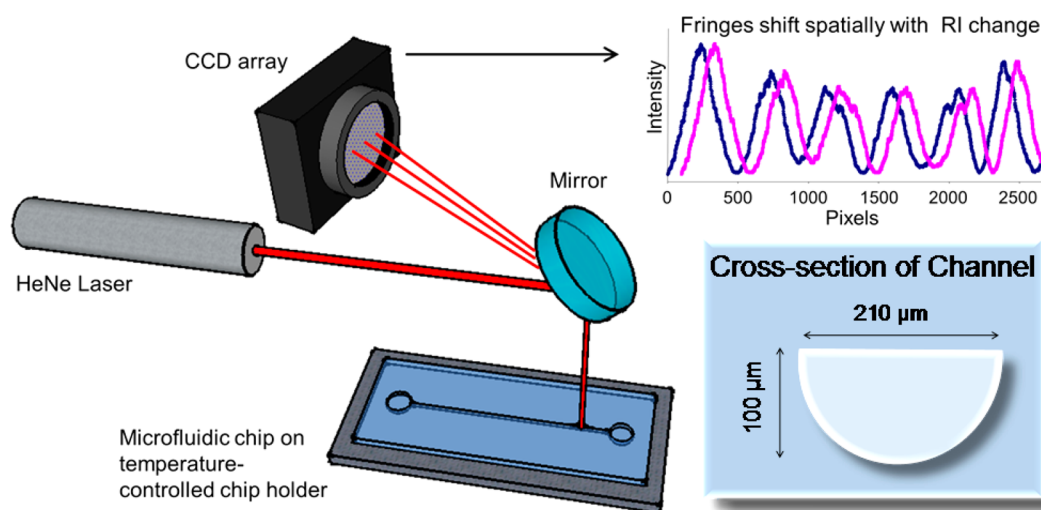 CCD array
Fringes shift spatially with RI change
Intensity
0 500 1000 1500 2000 2500
Pixels
Mirror
HeNe Laser
Cross-section of Channel
210 µm
100 µm
Microfluidic chip on
temperature-
controlled chip holder